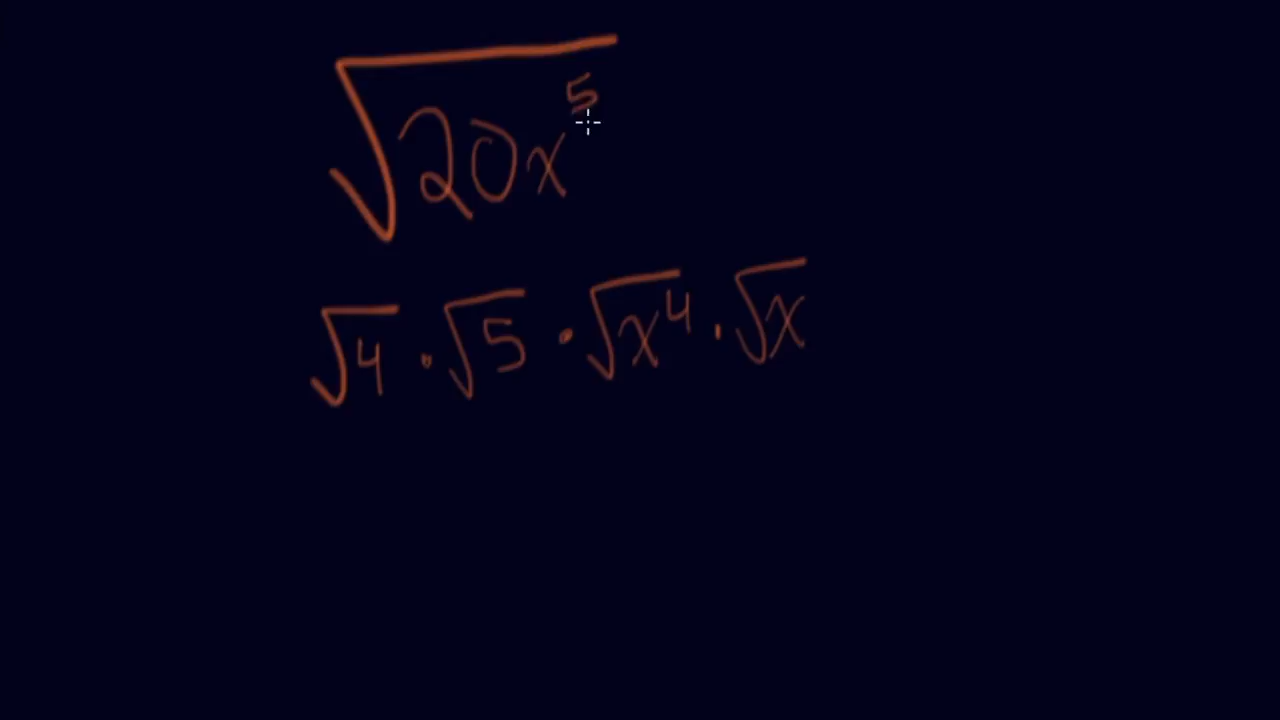 √20x⁵
√4 · √5 · √x⁴ · √x